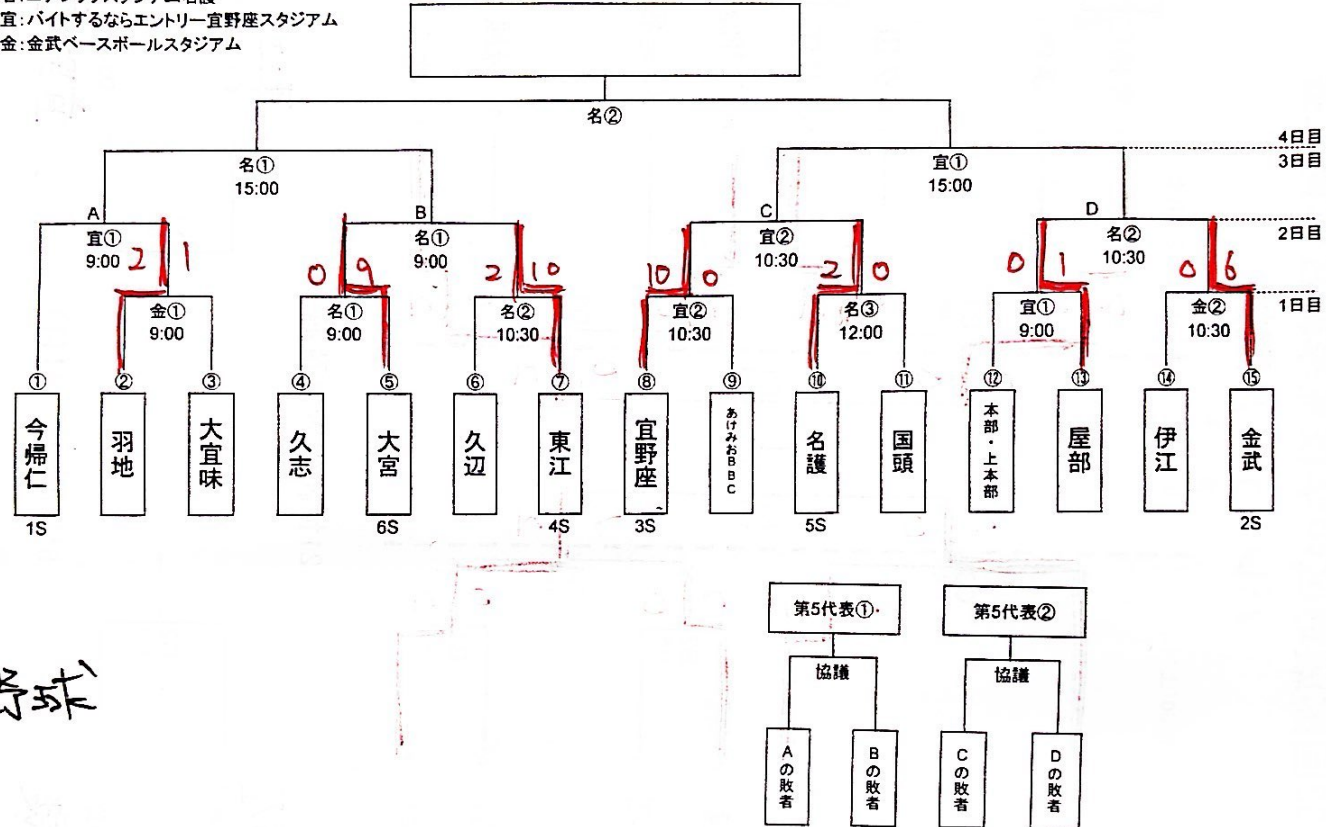 宜:バイトするならエントリー宜野座スタジアム
金:金武ベースボールスタジアム
名②
4日目
名①
15:00
宜①
15:00
3日目
A
B
C
D
宜①
9:00
名①
9:00
宜②
10:30
名②
10:30
2日目
2 1
0 9
2 10
10 0
2 0
0 1
0 6
金①
9:00
名①
9:00
名②
10:30
宜②
10:30
名③
12:00
宜①
9:00
金②
10:30
1日目
① ② ③ ④ ⑤ ⑥ ⑦ ⑧ ⑨ ⑩ ⑪ ⑫ ⑬ ⑭ ⑮
今帰仁
羽地
大宜味
久志
大宮
久辺
東江
宜野座
あけみおBBC
名護
国頭
本部・上本部
屋部
伊江
金武
1S 6S 4S 3S 5S 2S
第5代表①
第5代表②
協議
協議
Aの敗者
Bの敗者
Cの敗者
Dの敗者
野球